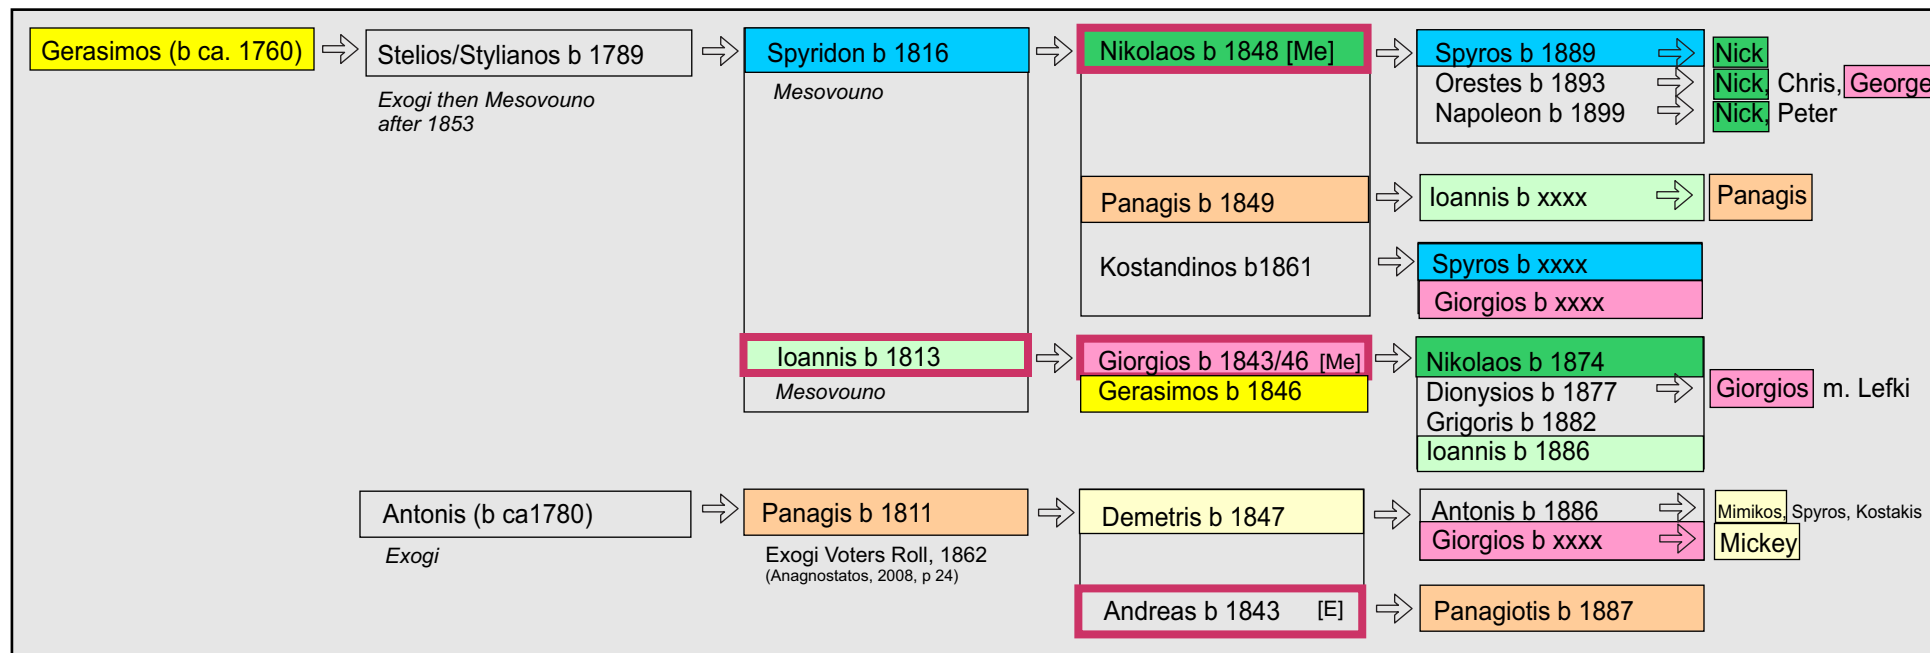 Gerasimos (b ca. 1760)
Stelios/Stylianos b 1789
Exogi then Mesovouno
after 1853
Spyridon b 1816
Mesovouno
Nikolaos b 1848 [Me]
Spyros b 1889
Nick
Orestes b 1893
Nick, Chris, George
Napoleon b 1899
Nick, Peter
Panagis b 1849
Ioannis b xxxx
Panagis
Kostandinos b1861
Spyros b xxxx
Giorgios b xxxx
Ioannis b 1813
Mesovouno
Giorgios b 1843/46 [Me]
Gerasimos b 1846
Nikolaos b 1874
Dionysios b 1877
Giorgios m. Lefki
Grigoris b 1882
Ioannis b 1886
Antonis (b ca1780)
Exogi
Panagis b 1811
Exogi Voters Roll, 1862
(Anagnostatos, 2008, p 24)
Demetris b 1847
Antonis b 1886
Mimikos, Spyros, Kostakis
Giorgios b xxxx
Mickey
Andreas b 1843 [E]
Panagiotis b 1887